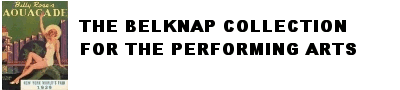 Billy Rose's
AQUACADE
NEW YORK WORLD'S FAIR
1939
THE BELKNAP COLLECTION
FOR THE PERFORMING ARTS